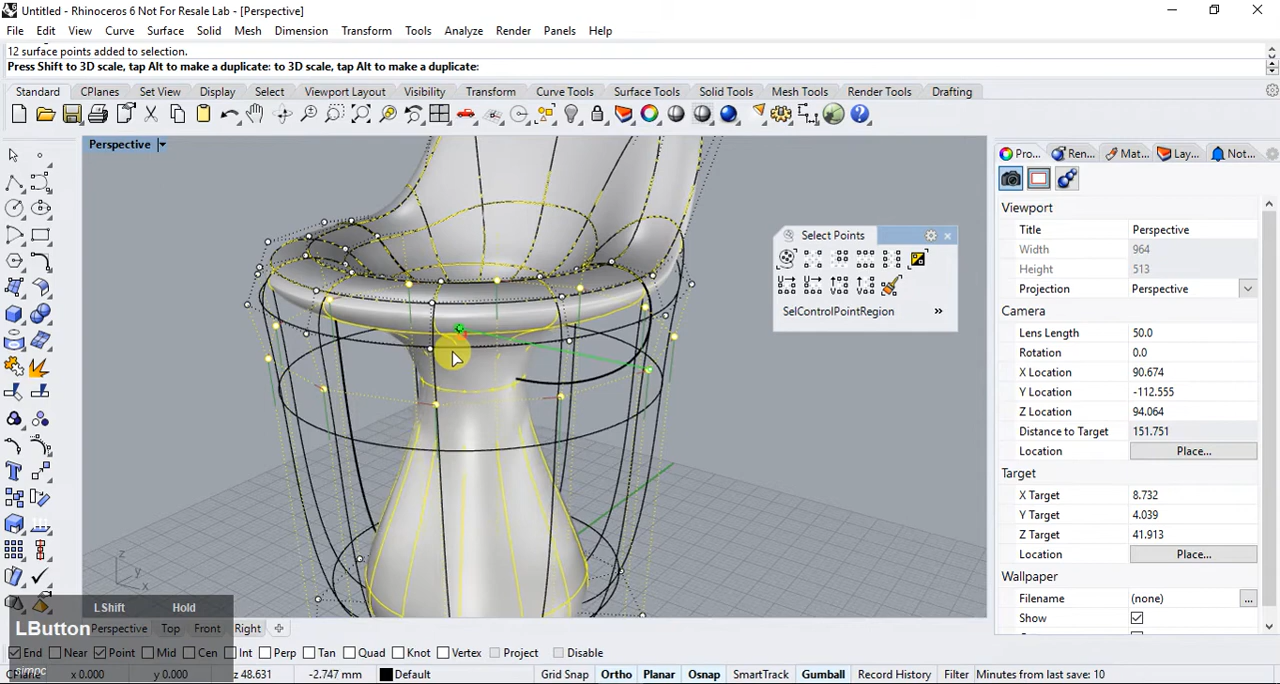 Untitled - Rhinoceros 6 Not For Resale Lab - [Perspective]
File Edit View Curve Surface Solid Mesh Dimension Transform Tools Analyze Render Panels Help
12 surface points added to selection.
Press Shift to 3D scale, tap Alt to make a duplicate: to 3D scale, tap Alt to make a duplicate:
Standard CPlanes Set View Display Select Viewport Layout Visibility Transform Curve Tools Surface Tools Solid Tools Mesh Tools Render Tools Drafting
Perspective
Pro... Ren... Mat... Lay... Not...
Viewport
Title Perspective
Width 964
Height 513
Projection Perspective
Camera
Lens Length 50.0
Rotation 0.0
X Location 90.674
Y Location -112.555
Z Location 94.064
Distance to Target 151.751
Location Place...
Target
X Target 8.732
Y Target 4.039
Z Target 41.913
Location Place...
Wallpaper
Filename (none) ...
Show
Select Points
SelControlPointRegion »
z y x
LShift Hold
LButton
Perspective Top Front Right
End Near Point Mid Cen Int Perp Tan Quad Knot Vertex Project Disable
simpc
CPlane x 0.000 y 0.000 z 48.631 -2.747 mm Default Grid Snap Ortho Planar Osnap SmartTrack Gumball Record History Filter Minutes from last save: 10